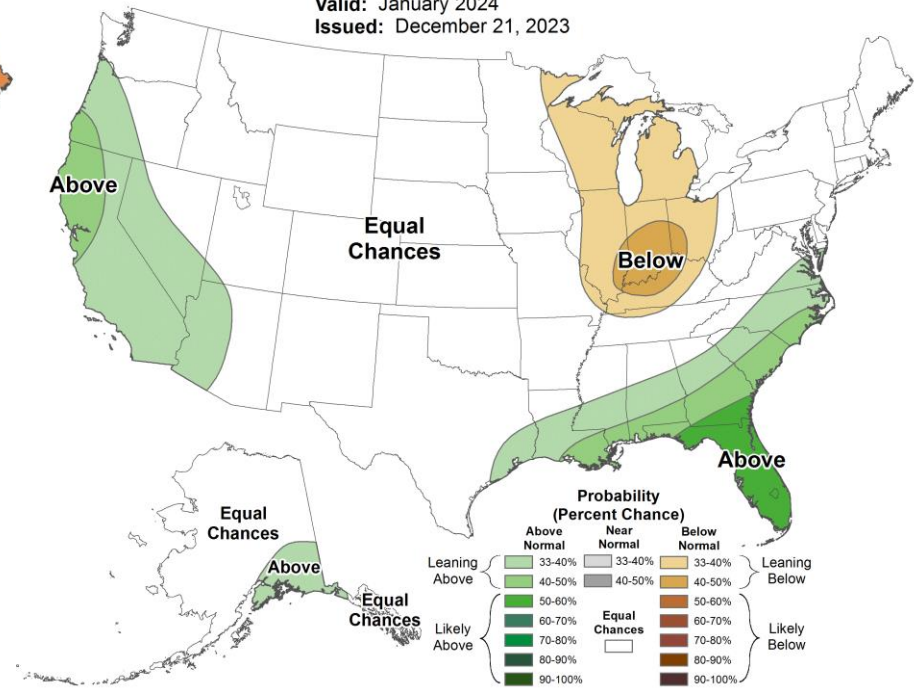 Valid: January 2024
Issued: December 21, 2023
Above
Equal
Chances
Below
Above
Equal
Chances
Above
Equal
Chances
Probability
(Percent Chance)
Above
Normal
Near
Normal
Below
Normal
Leaning
Above
33-40%
33-40%
33-40%
Leaning
Below
40-50%
40-50%
40-50%
Likely
Above
50-60%
60-70%
70-80%
80-90%
90-100%
Equal
Chances
50-60%
60-70%
70-80%
80-90%
90-100%
Likely
Below